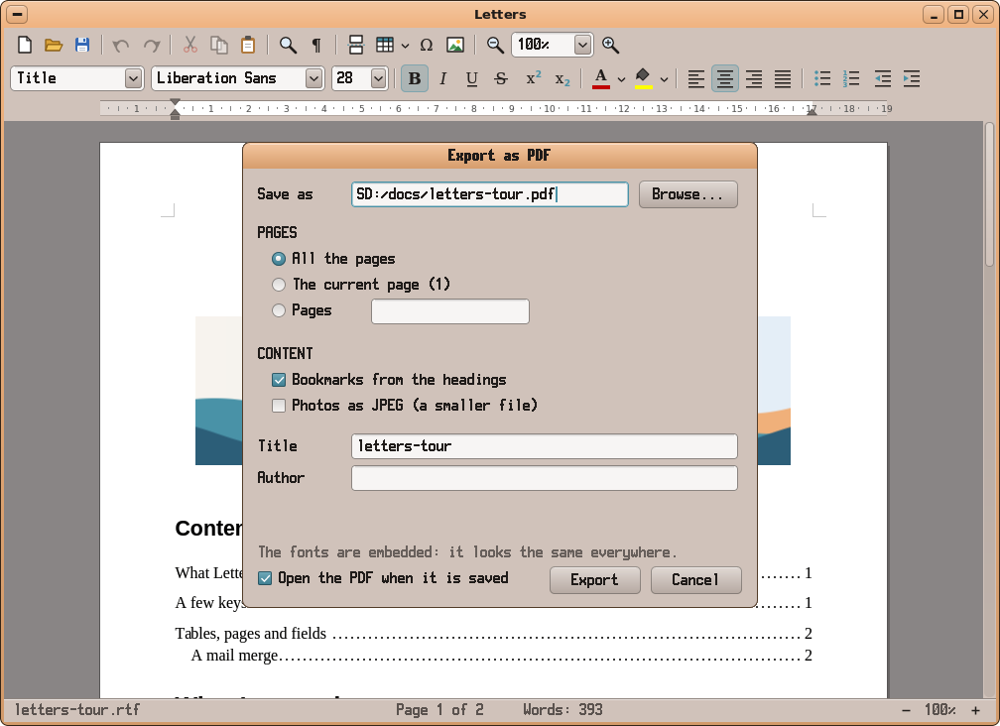 Letters
100%
Title
Liberation Sans
28
B I U S x² x₂ A
1 1 2 3 4 5 6 7 8 9 10 11 12 13 14 15 16 17 18 19
Export as PDF
Save as SD:/docs/letters-tour.pdf Browse...
PAGES
All the pages
The current page (1)
Pages
CONTENT
Bookmarks from the headings
Photos as JPEG (a smaller file)
Title letters-tour
Author
The fonts are embedded: it looks the same everywhere.
Open the PDF when it is saved Export Cancel
What Lette 1
A few keys 1
Tables, pages and fields 2
A mail merge 2
letters-tour.rtf Page 1 of 2 Words: 393 − 100% +